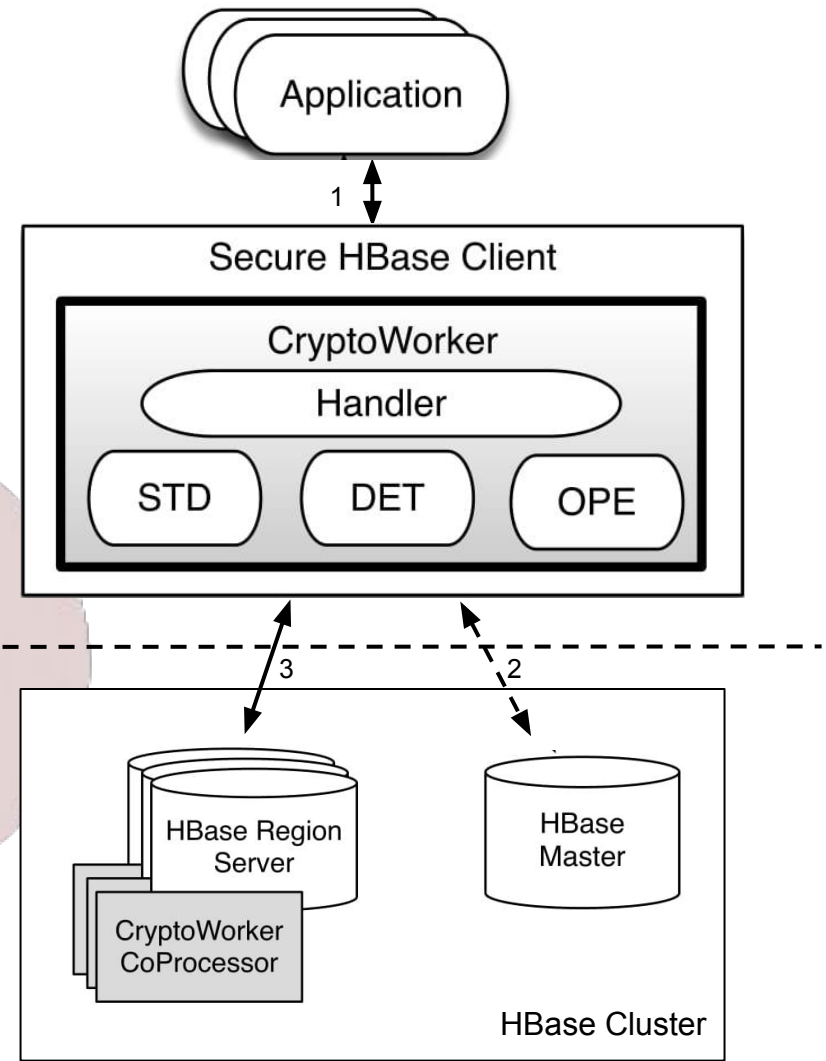 Application
1
Secure HBase Client
CryptoWorker
Handler
STD
DET
OPE
3
2
HBase Region
Server
HBase
Master
CryptoWorker
CoProcessor
HBase Cluster